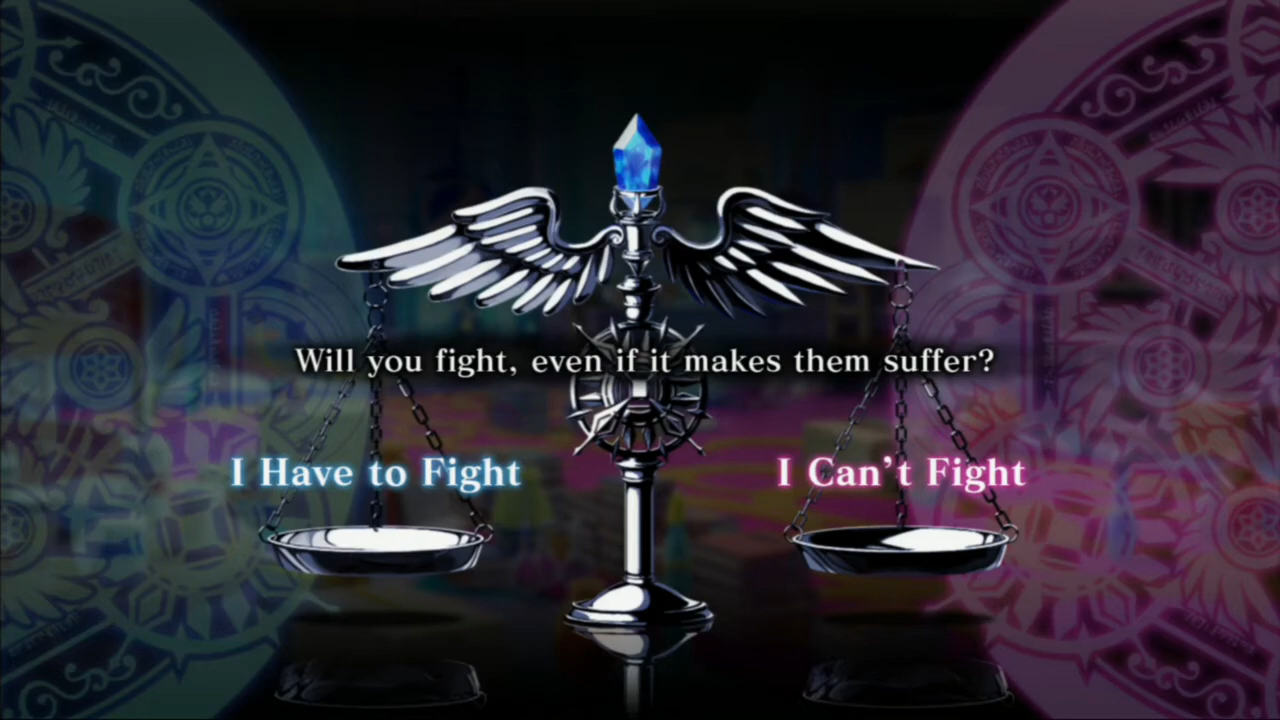 Will you fight, even if it makes them suffer?
I Have to Fight
I Can't Fight